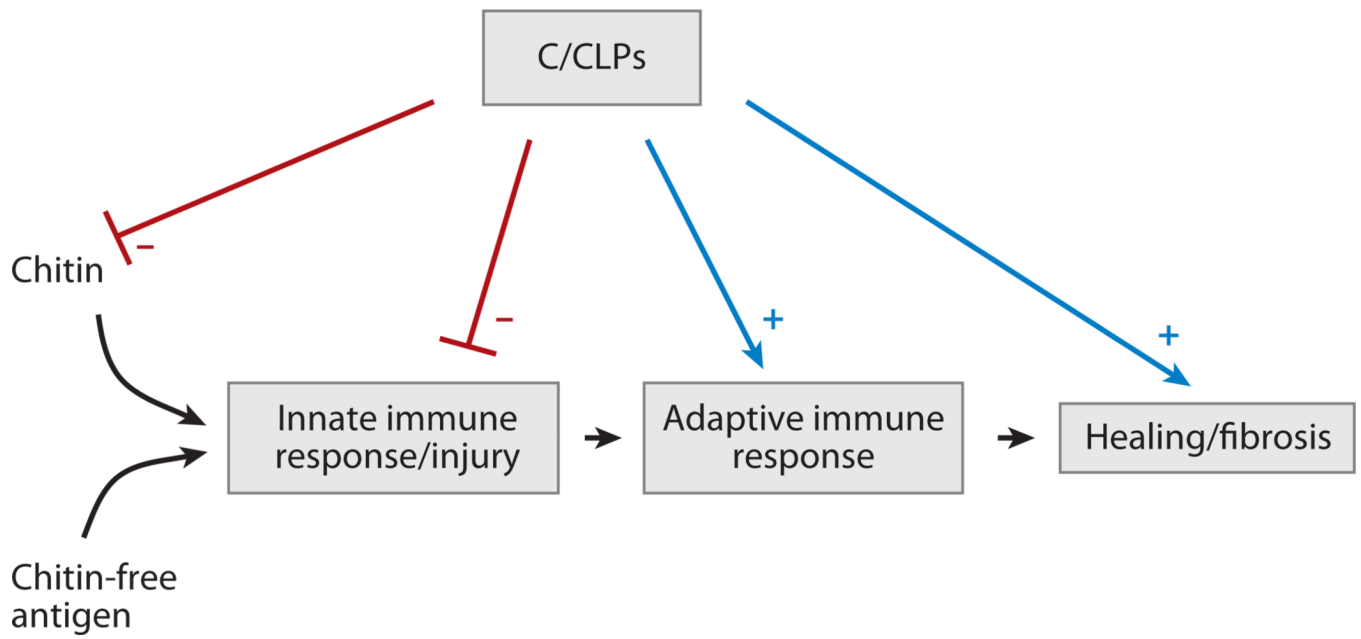 C/CLPs
–
Chitin
–
+
+
Innate immune
response/injury
Adaptive immune
response
Healing/fibrosis
Chitin-free
antigen